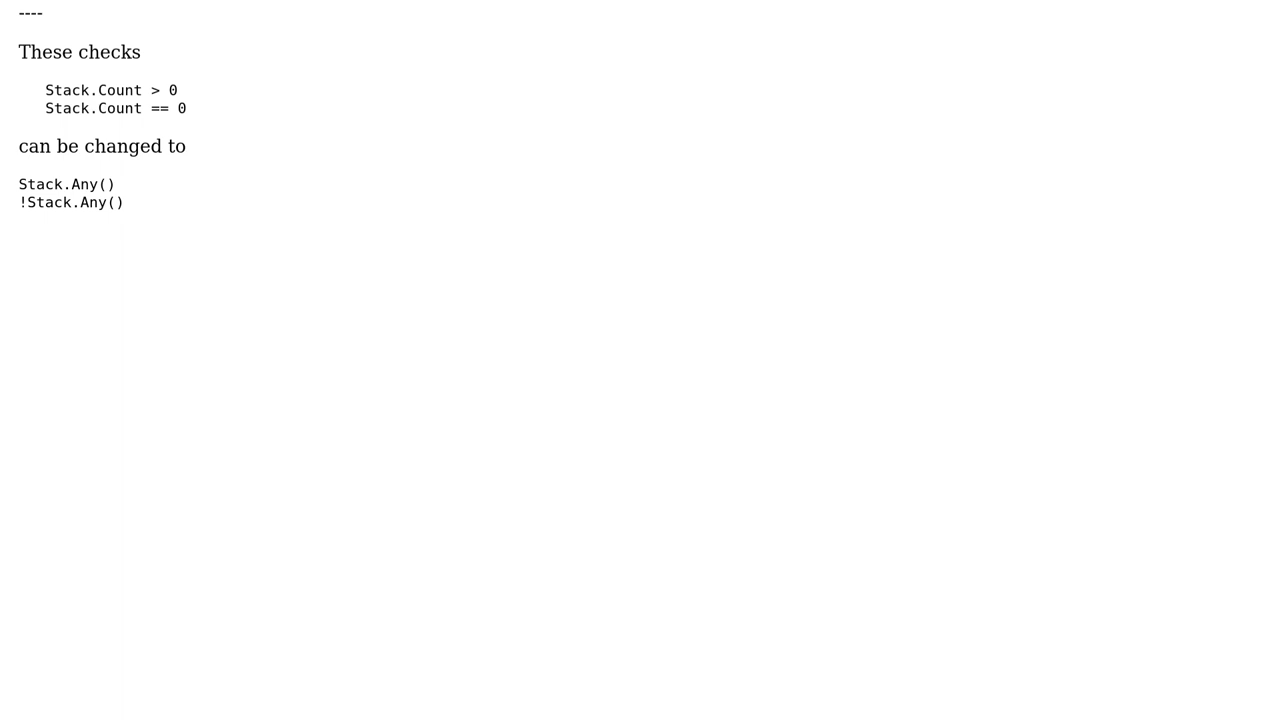 ----
These checks
Stack.Count > 0
Stack.Count == 0
can be changed to
Stack.Any()
!Stack.Any()